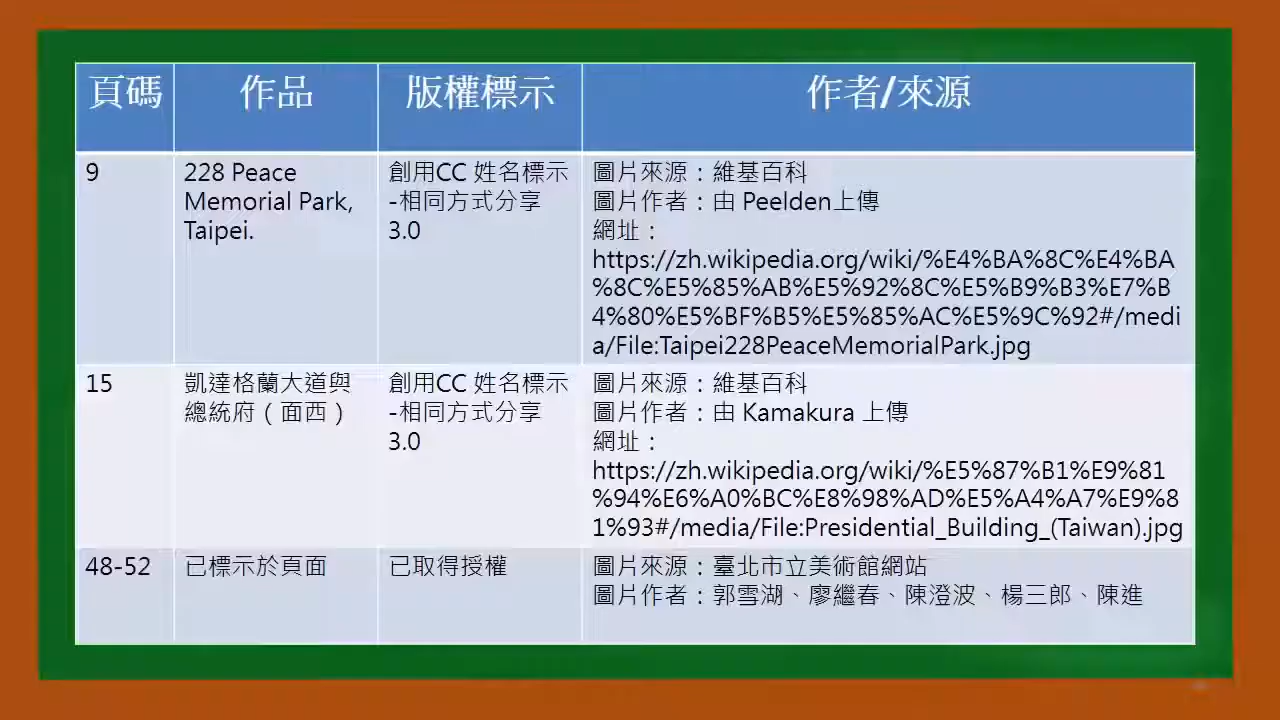 頁碼 作品 版權標示 作者/來源
9
228 Peace
Memorial Park,
Taipei.
創用CC 姓名標示
-相同方式分享
3.0
圖片來源：維基百科
圖片作者：由 Peelden上傳
網址：
https://zh.wikipedia.org/wiki/%E4%BA%8C%E4%BA
%8C%E5%85%AB%E5%92%8C%E5%B9%B3%E7%B
4%80%E5%BF%B5%E5%85%AC%E5%9C%92#/medi
a/File:Taipei228PeaceMemorialPark.jpg
15
凱達格蘭大道與
總統府（面西）
創用CC 姓名標示
-相同方式分享
3.0
圖片來源：維基百科
圖片作者：由 Kamakura 上傳
網址：
https://zh.wikipedia.org/wiki/%E5%87%B1%E9%81
%94%E6%A0%BC%E8%98%AD%E5%A4%A7%E9%8
1%93#/media/File:Presidential_Building_(Taiwan).jpg
48-52
已標示於頁面
已取得授權
圖片來源：臺北市立美術館網站
圖片作者：郭雪湖、廖繼春、陳澄波、楊三郎、陳進